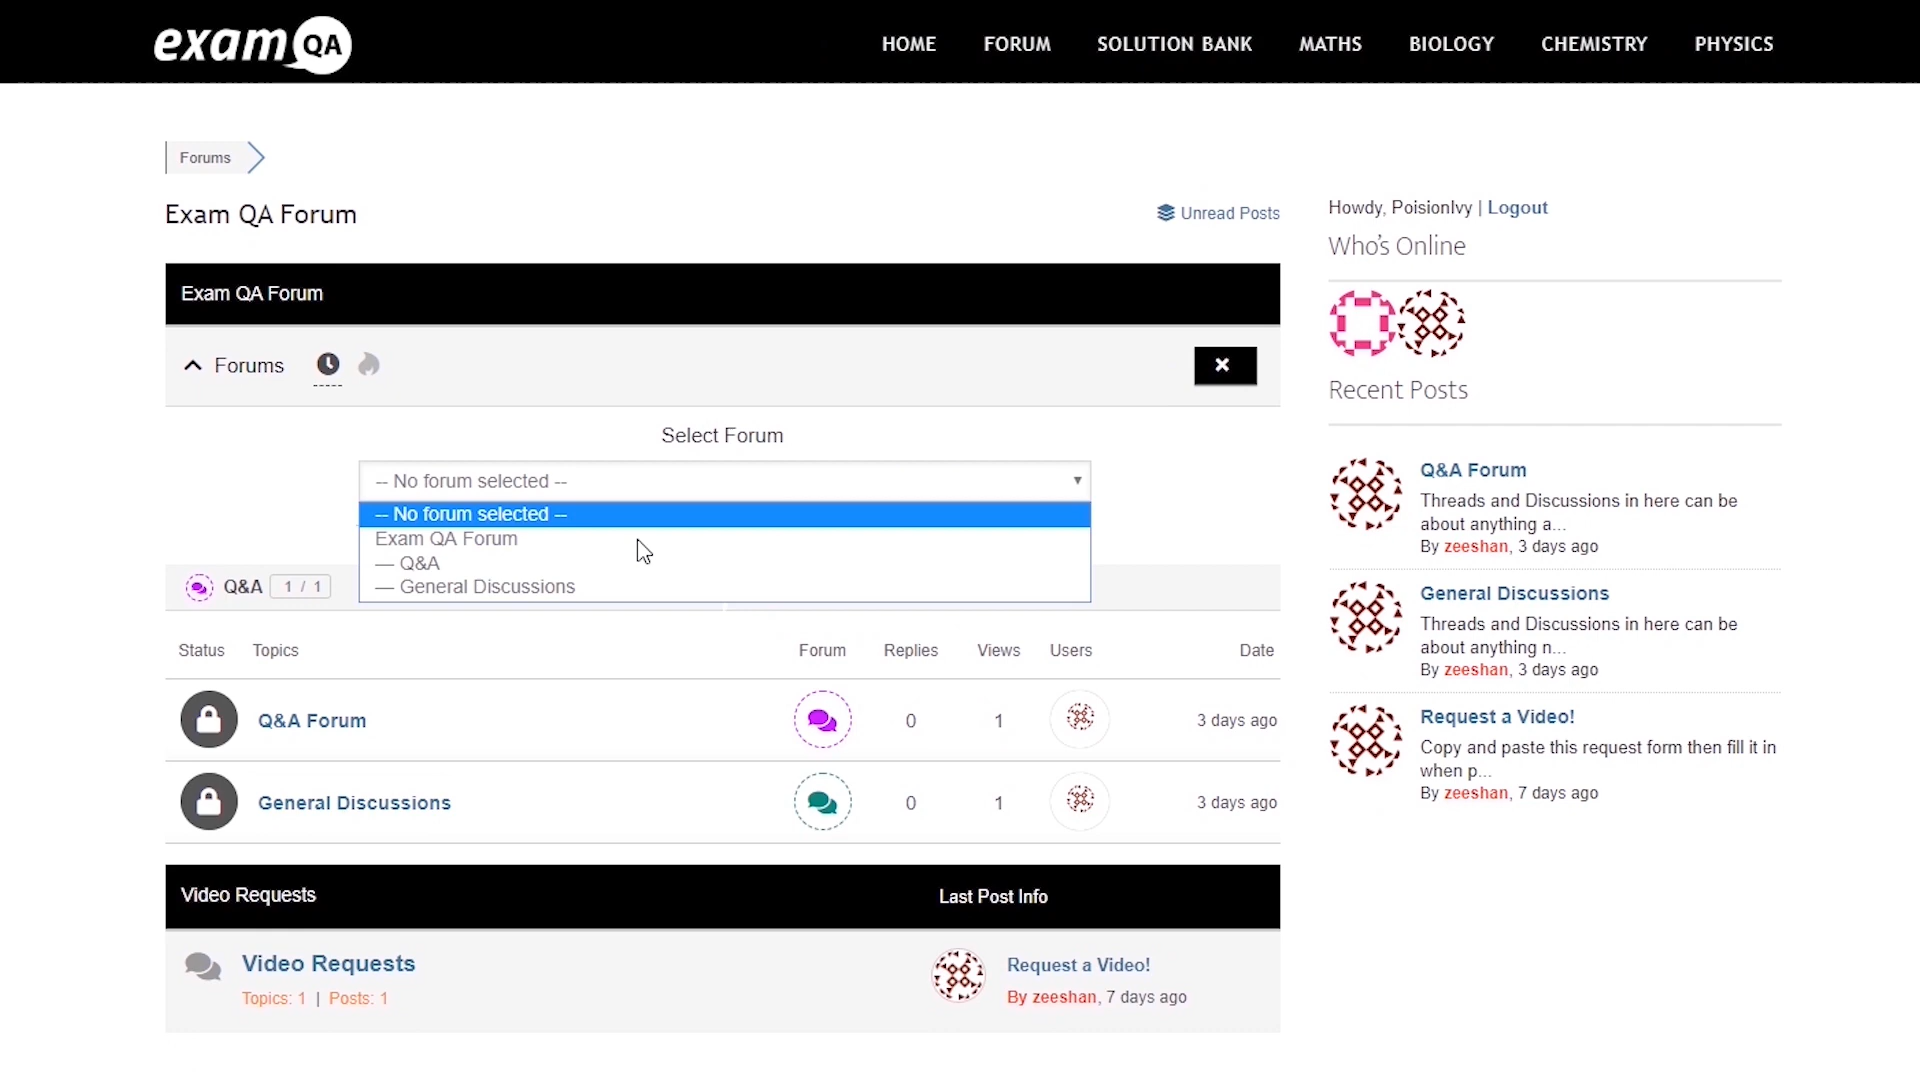 exam QA
HOME FORUM SOLUTION BANK MATHS BIOLOGY CHEMISTRY PHYSICS
Forums
Exam QA Forum
Unread Posts
Exam QA Forum
Forums
Select Forum
-- No forum selected --
-- No forum selected --
Exam QA Forum
— Q&A
— General Discussions
Q&A 1 / 1
Status Topics Forum Replies Views Users Date
Q&A Forum 0 1 3 days ago
General Discussions 0 1 3 days ago
Video Requests Last Post Info
Video Requests
Topics: 1 | Posts: 1
Request a Video!
By zeeshan, 7 days ago
Howdy, PoisionIvy | Logout
Who's Online
Recent Posts
Q&A Forum
Threads and Discussions in here can be
about anything a...
By zeeshan, 3 days ago
General Discussions
Threads and Discussions in here can be
about anything n...
By zeeshan, 3 days ago
Request a Video!
Copy and paste this request form then fill it in
when p...
By zeeshan, 7 days ago